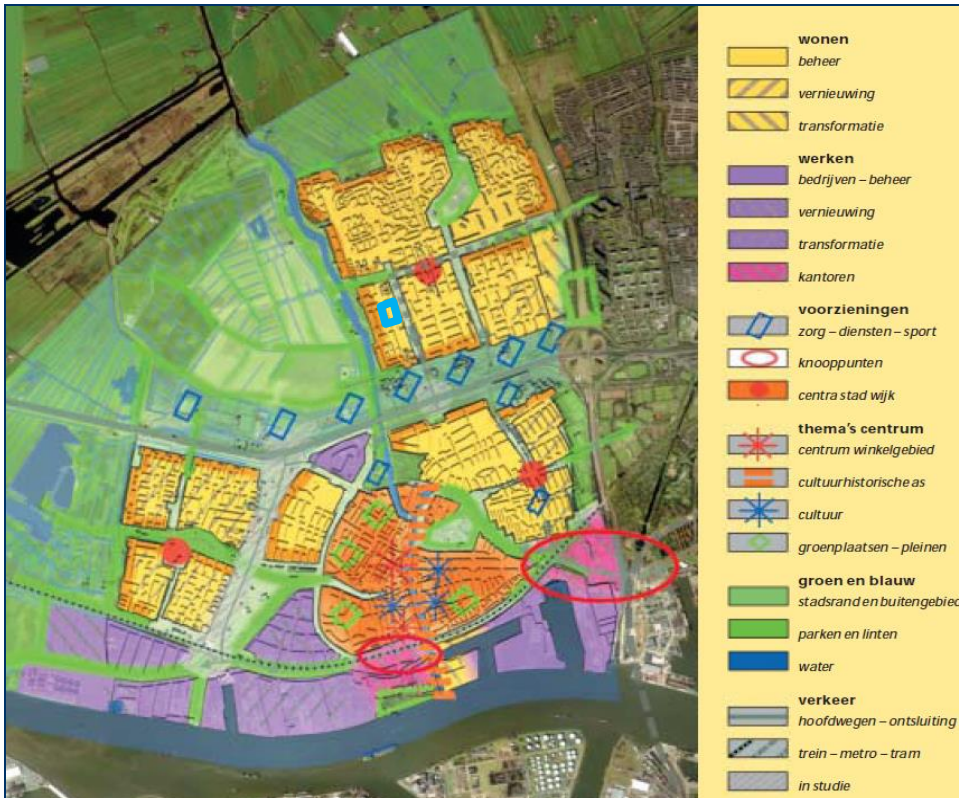 wonen
beheer
vernieuwing
transformatie
werken
bedrijven – beheer
vernieuwing
transformatie
kantoren
voorzieningen
zorg – diensten – sport
knooppunten
centra stad wijk
thema's centrum
centrum winkelgebied
cultuurhistorische as
cultuur
groenplaatsen – pleinen
groen en blauw
stadsrand en buitengebied
parken en linten
water
verkeer
hoofdwegen – ontsluiting
trein – metro – tram
in studie